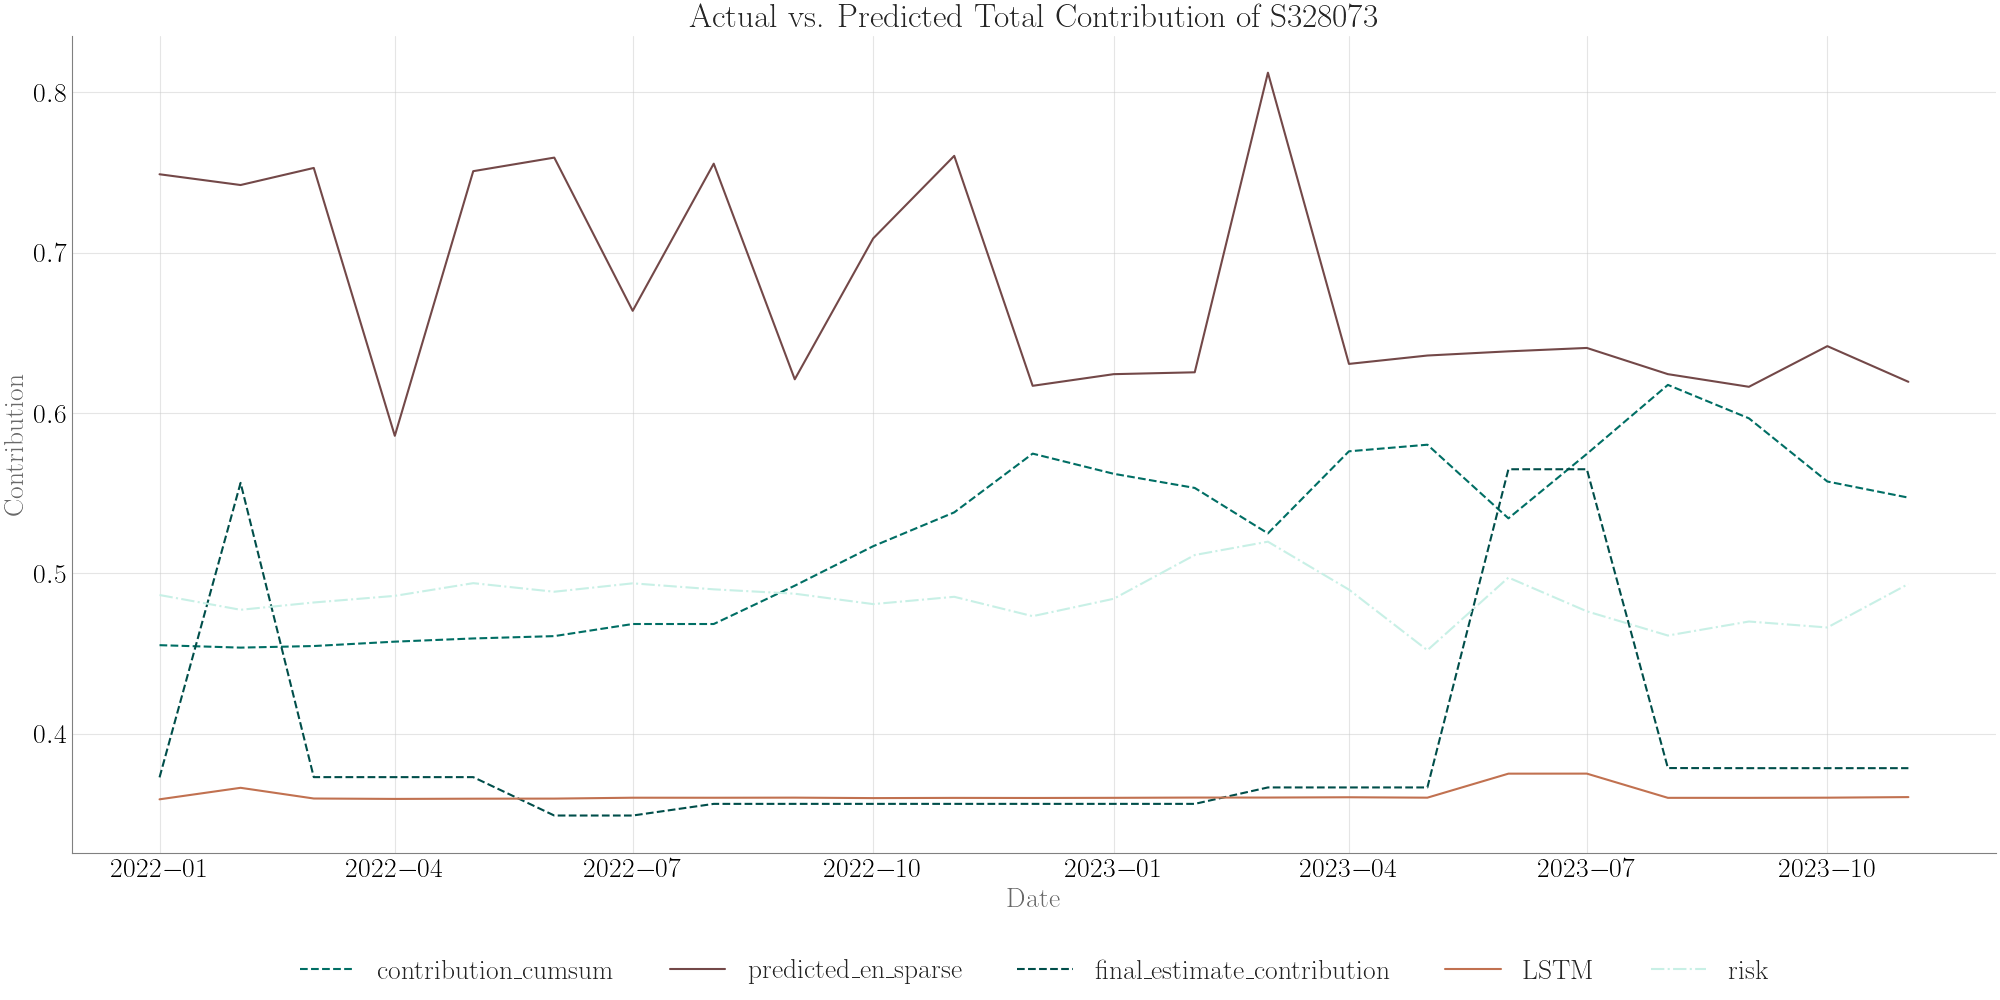 Actual vs. Predicted Total Contribution of S328073
0.8
0.7
0.6
0.5
0.4
Contribution
2022−01 2022−04 2022−07 2022−10 2023−01 2023−04 2023−07 2023−10
Date
contribution_cumsum predicted_en_sparse final_estimate_contribution LSTM risk